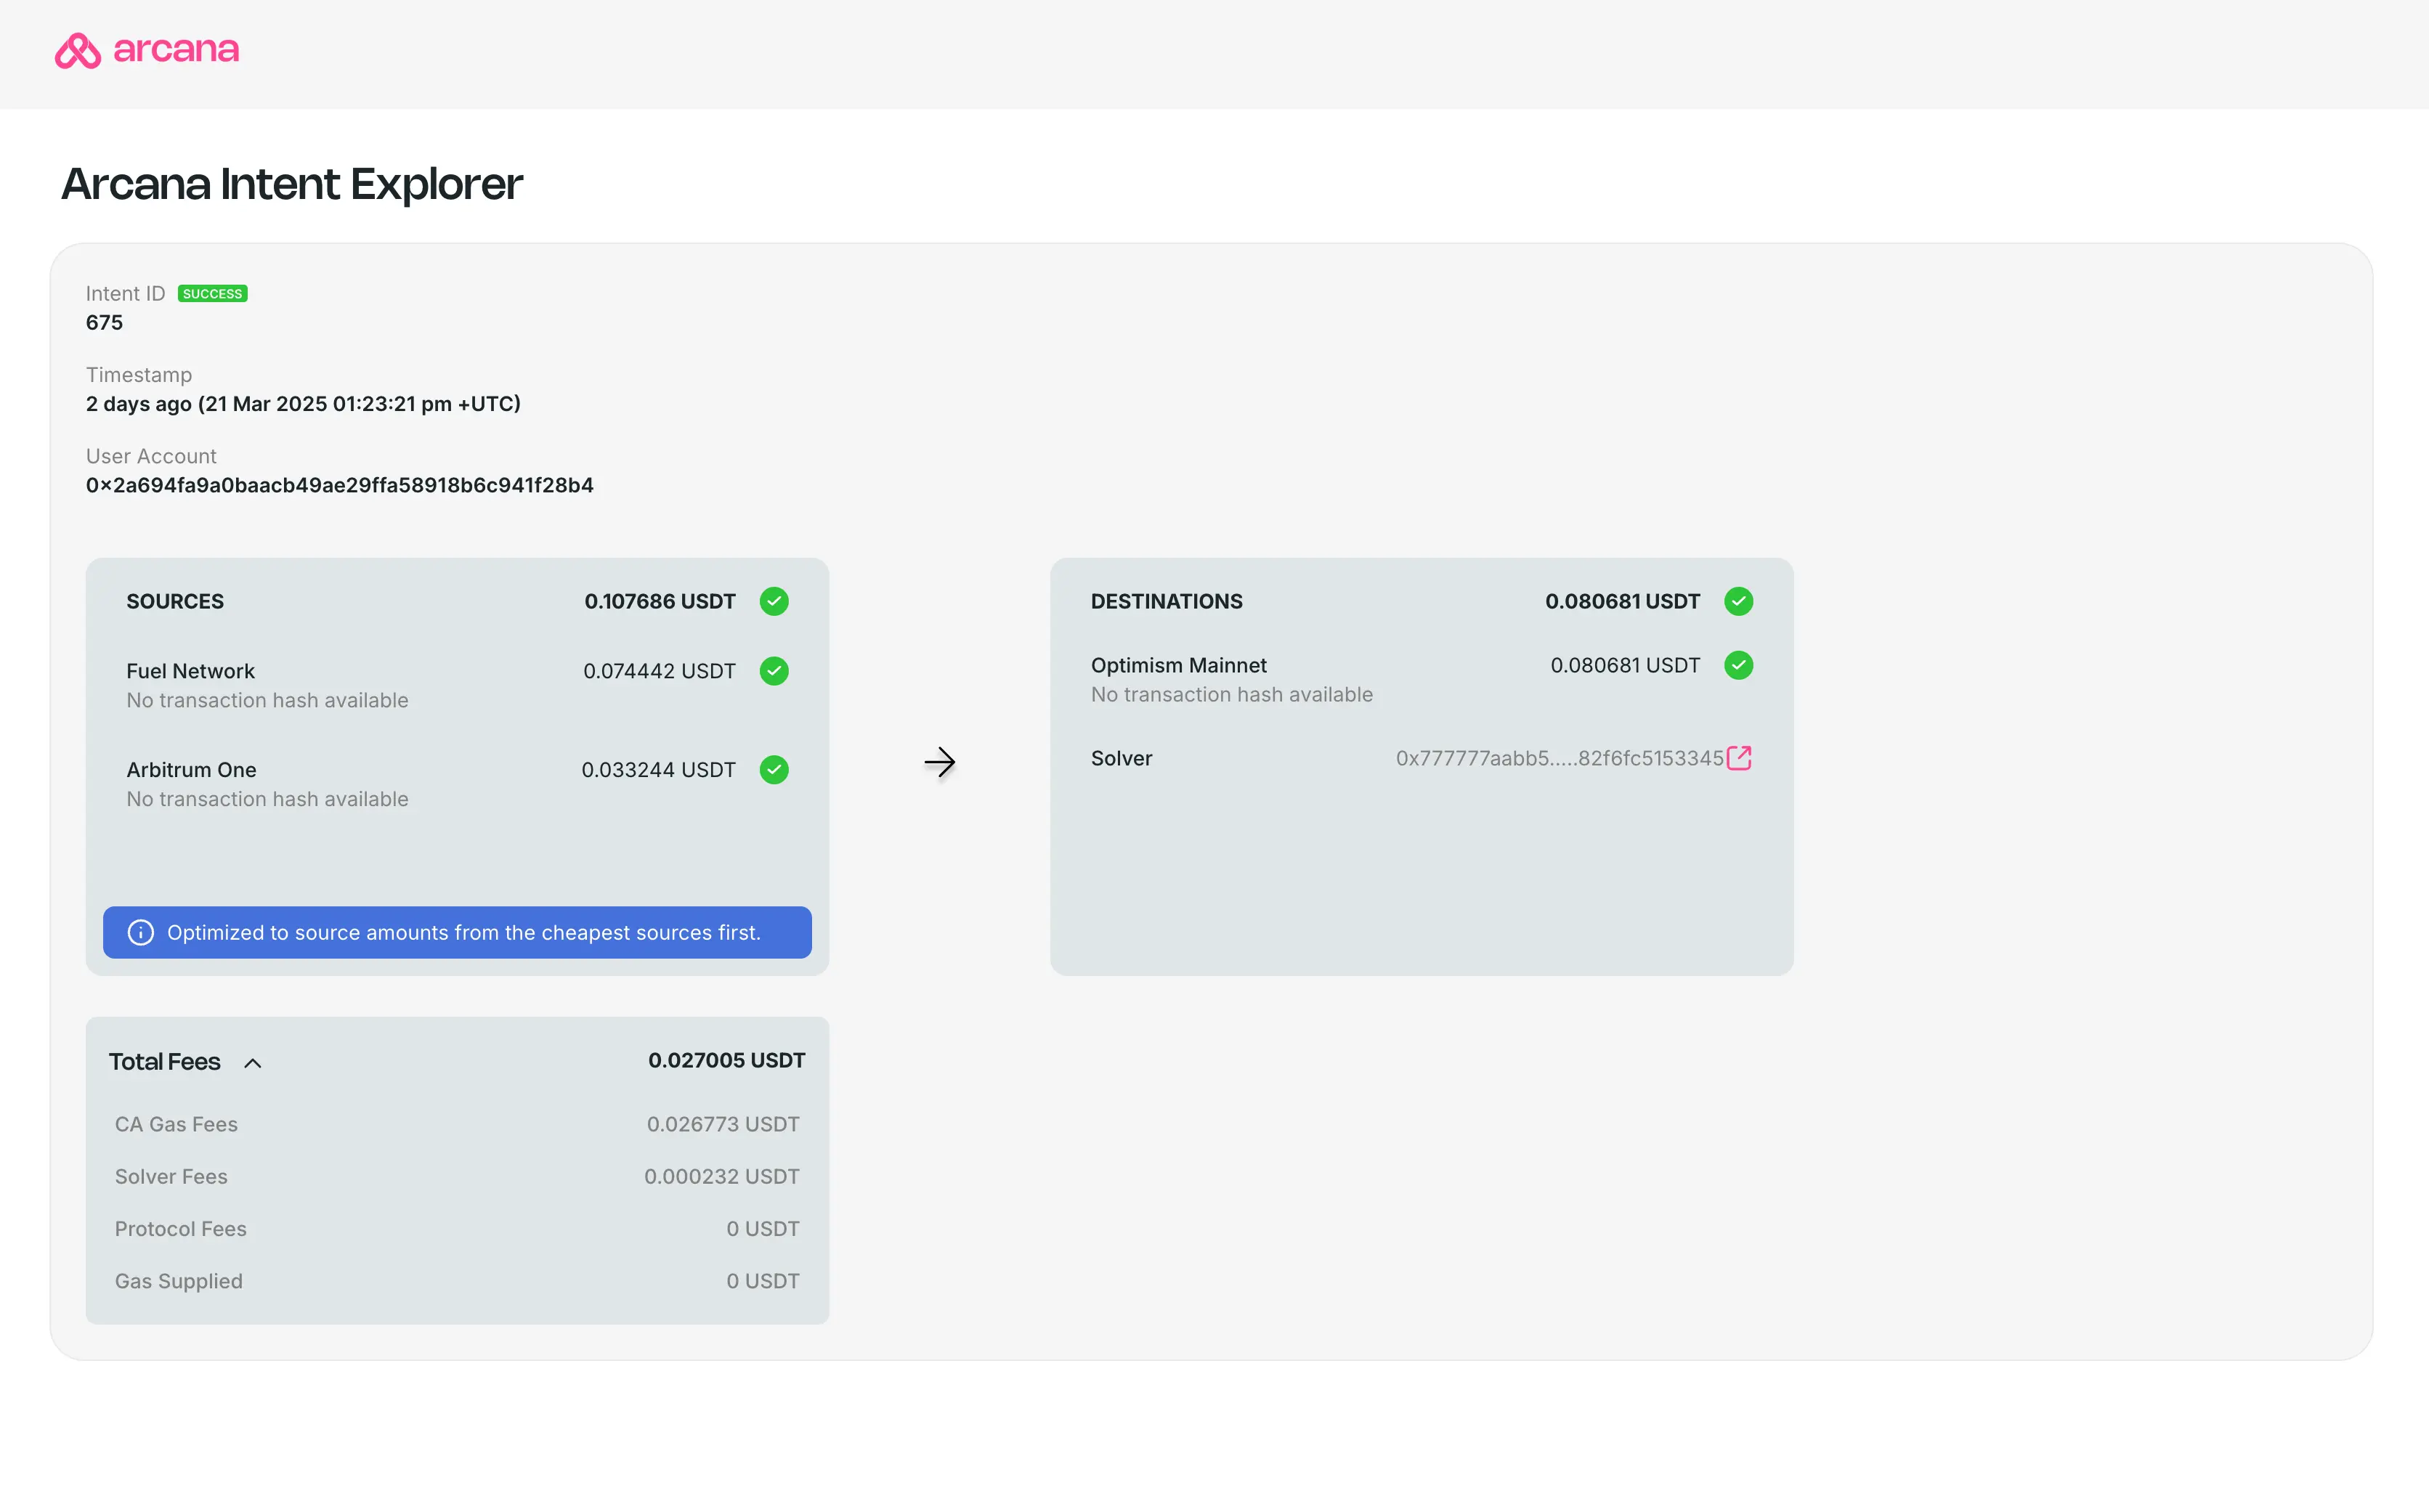 arcana
Arcana Intent Explorer
Intent ID SUCCESS
675
Timestamp
2 days ago (21 Mar 2025 01:23:21 pm +UTC)
User Account
0×2a694fa9a0baacb49ae29ffa58918b6c941f28b4
SOURCES 0.107686 USDT
Fuel Network 0.074442 USDT
No transaction hash available
Arbitrum One 0.033244 USDT
No transaction hash available
Optimized to source amounts from the cheapest sources first.
DESTINATIONS 0.080681 USDT
Optimism Mainnet 0.080681 USDT
No transaction hash available
Solver 0x777777aabb5.....82f6fc5153345
Total Fees 0.027005 USDT
CA Gas Fees 0.026773 USDT
Solver Fees 0.000232 USDT
Protocol Fees 0 USDT
Gas Supplied 0 USDT